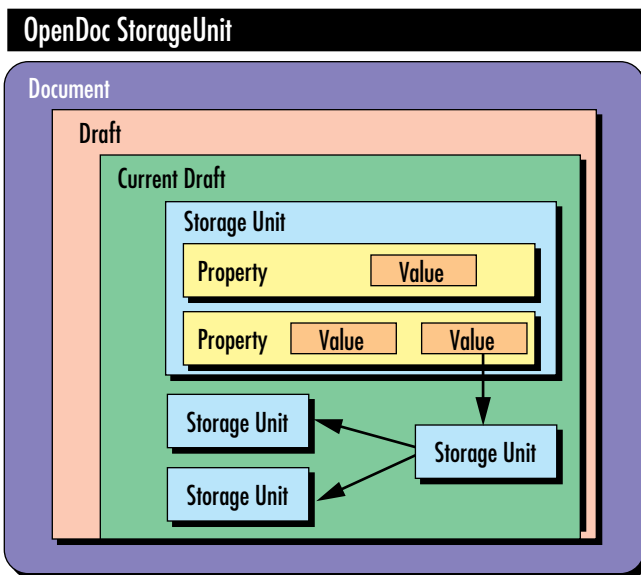 OpenDoc StorageUnit
Document
Draft
Current Draft
Storage Unit
Property Value
Property Value Value
Storage Unit
Storage Unit
Storage Unit